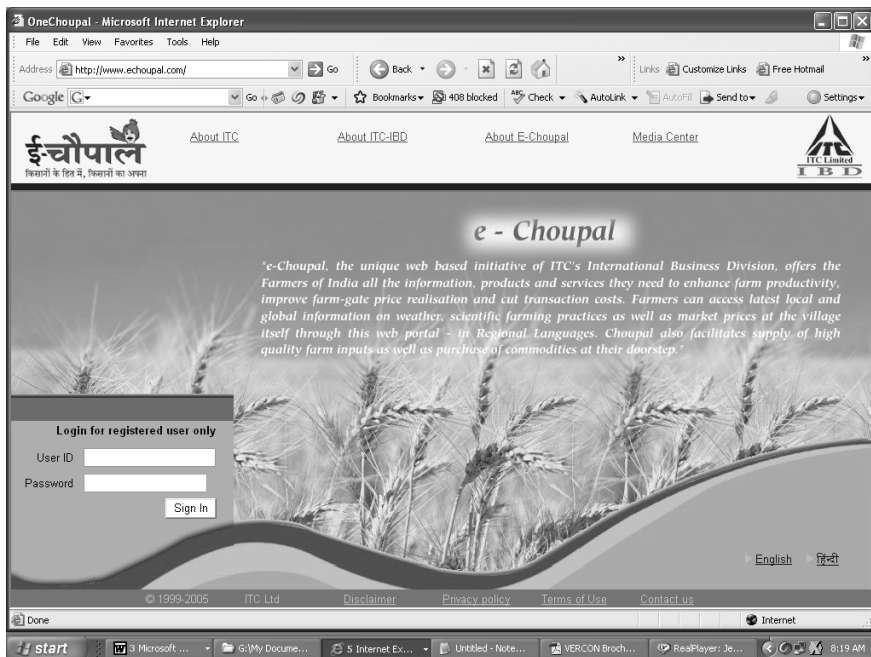 OneChoupal - Microsoft Internet Explorer
File Edit View Favorites Tools Help
Address http://www.echoupal.com/ Go Back » Links Customize Links Free Hotmail »
Google G Go Bookmarks 408 blocked ABC Check AutoLink AutoFill Send to Settings
ई-चौपाल
किसानों के हित में, किसानों का अपना
About ITC About ITC-IBD About E-Choupal Media Center
ITC
ITC Limited
I B D
e - Choupal
"e-Choupal, the unique web based initiative of ITC's International Business Division, offers the
Farmers of India all the information, products and services they need to enhance farm productivity,
improve farm-gate price realisation and cut transaction costs. Farmers can access latest local and
global information on weather, scientific farming practices as well as market prices at the village
itself through this web portal - in Regional Languages. Choupal also facilitates supply of high
quality farm inputs as well as purchase of commodities at their doorstep."
Login for registered user only
User ID
Password
Sign In
English हिन्दी
© 1999-2005 ITC Ltd Disclaimer Privacy policy Terms of Use Contact us
Done Internet
start 3 Microsoft ... G:\My Docume... 5 Internet Ex... Untitled - Note... VERCON Broch... RealPlayer: Je... 8:19 AM